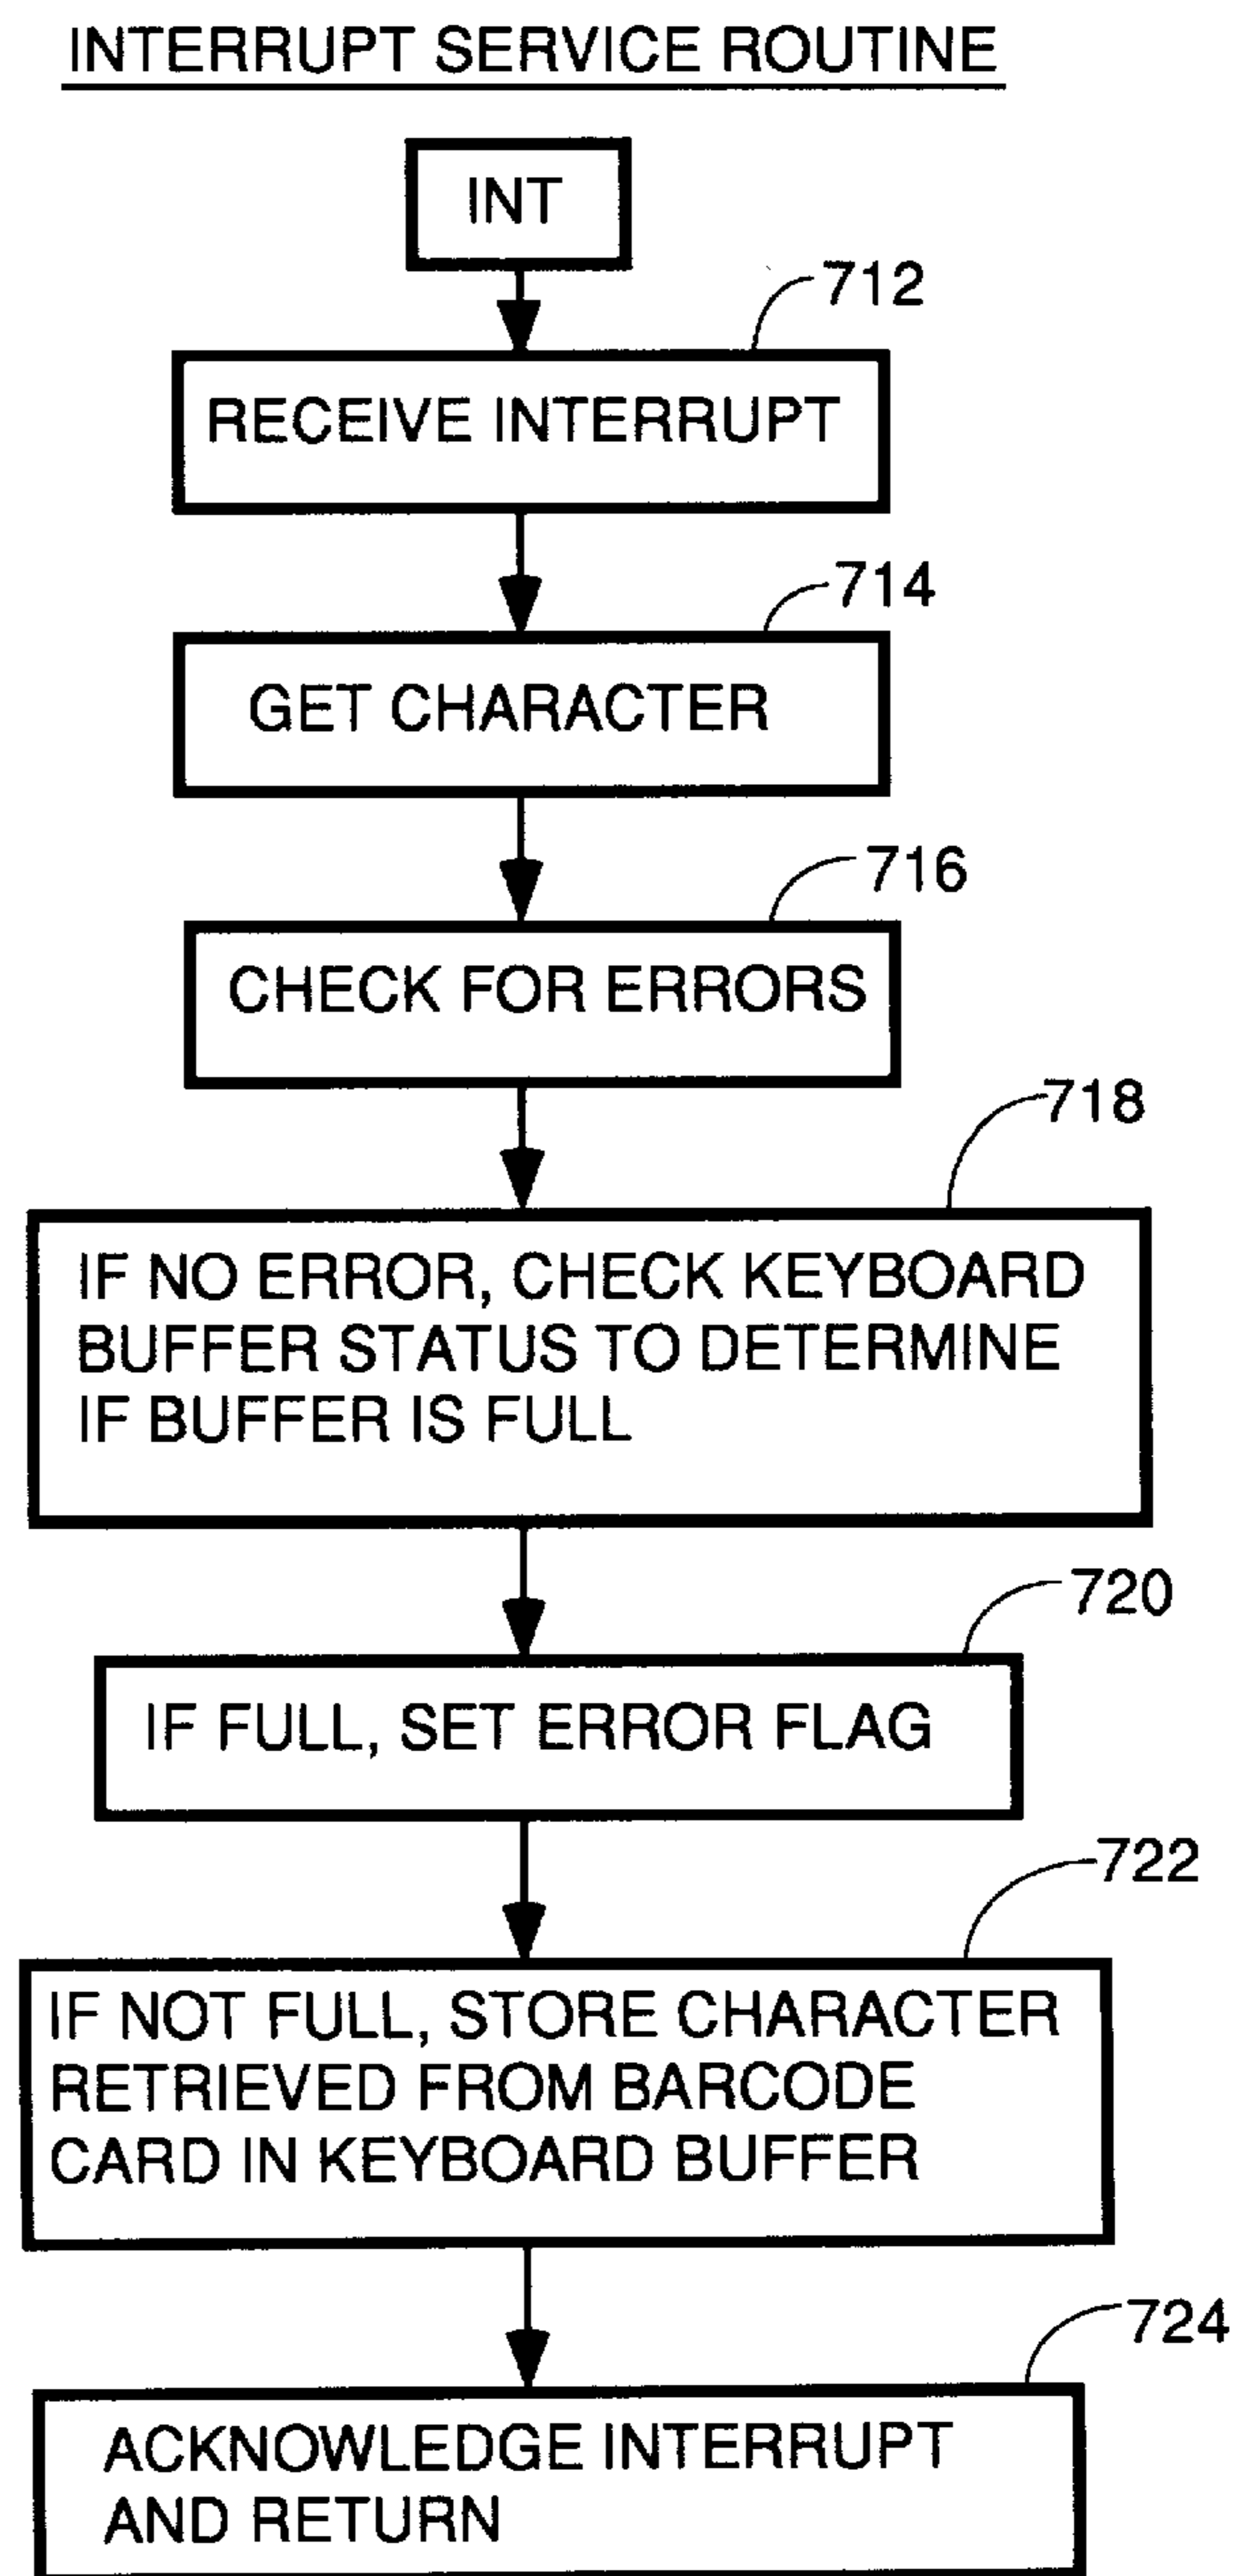 INTERRUPT SERVICE ROUTINE
INT
712
RECEIVE INTERRUPT
714
GET CHARACTER
716
CHECK FOR ERRORS
718
IF NO ERROR, CHECK KEYBOARD
BUFFER STATUS TO DETERMINE
IF BUFFER IS FULL
720
IF FULL, SET ERROR FLAG
722
IF NOT FULL, STORE CHARACTER
RETRIEVED FROM BARCODE
CARD IN KEYBOARD BUFFER
724
ACKNOWLEDGE INTERRUPT
AND RETURN